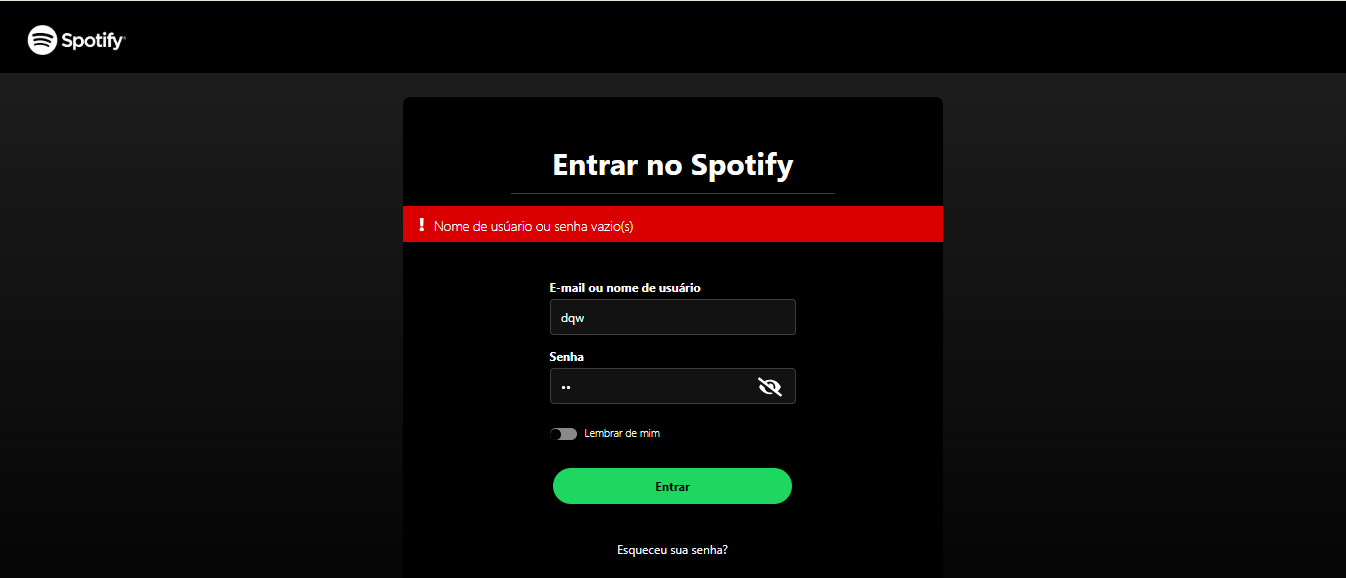 Spotify
Entrar no Spotify
! Nome de usúario ou senha vazio(s)
E-mail ou nome de usuário
dqw
Senha
••
Lembrar de mim
Entrar
Esqueceu sua senha?